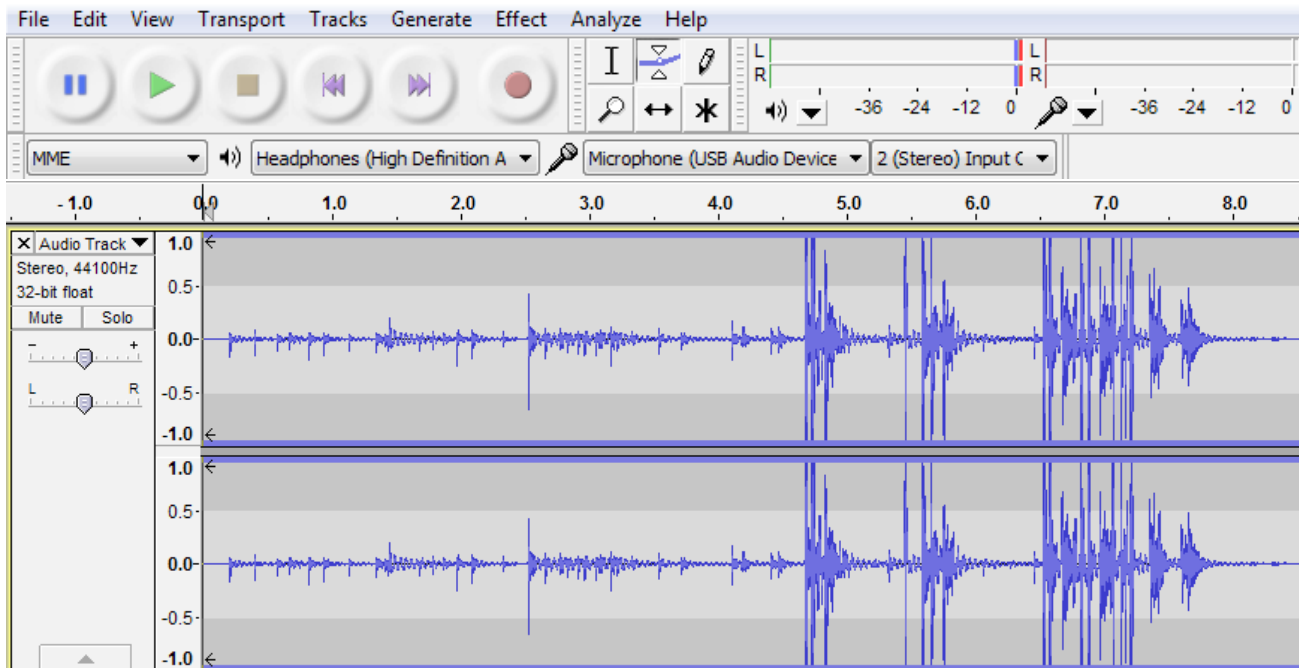 File Edit View Transport Tracks Generate Effect Analyze Help
L L
R R
-36 -24 -12 0 -36 -24 -12 0
MME Headphones (High Definition A Microphone (USB Audio Device 2 (Stereo) Input C
- 1.0 0.0 1.0 2.0 3.0 4.0 5.0 6.0 7.0 8.0
X Audio Track 1.0
Stereo, 44100Hz
32-bit float 0.5
Mute Solo
- + 0.0
L R
-0.5
-1.0
1.0
0.5
0.0
-0.5
-1.0